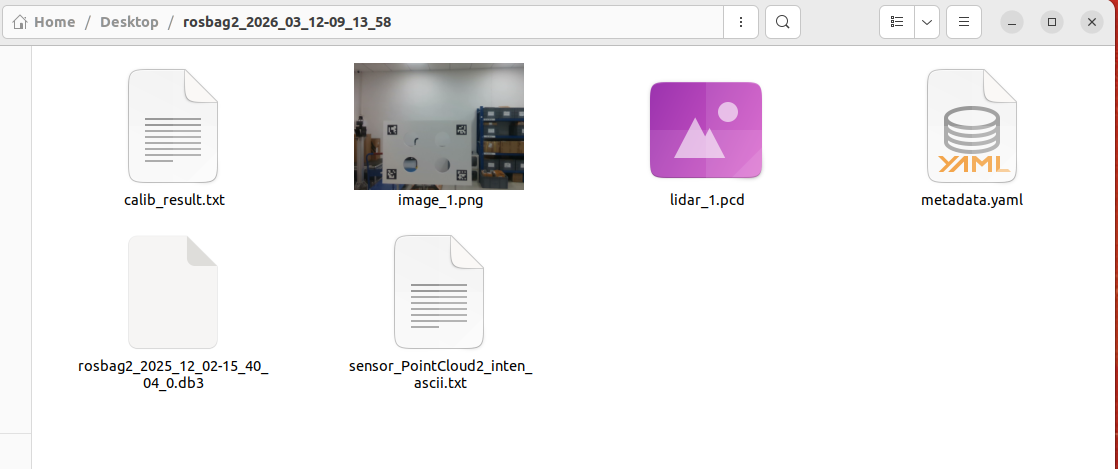 Home / Desktop / rosbag2_2026_03_12-09_13_58
calib_result.txt
image_1.png
lidar_1.pcd
YAML
metadata.yaml
rosbag2_2025_12_02-15_40_
04_0.db3
sensor_PointCloud2_inten_
ascii.txt